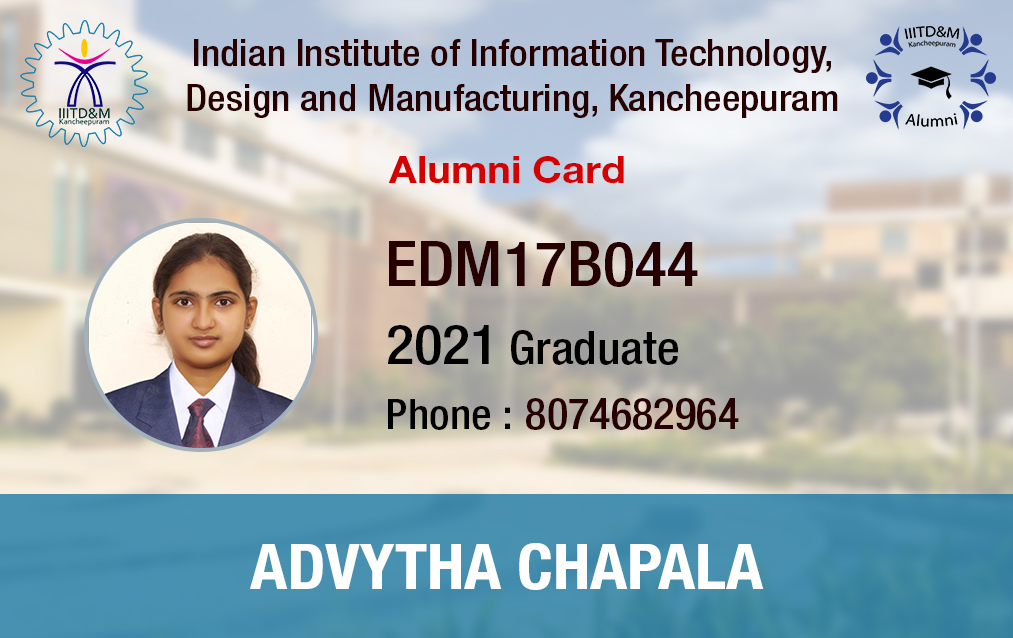 Indian Institute of Information Technology,
Design and Manufacturing, Kancheepuram
IIITD&M
Kancheepuram
IIITD&M
Kancheepuram
Alumni
Alumni Card
EDM17B044
2021 Graduate
Phone : 8074682964
ADVYTHA CHAPALA